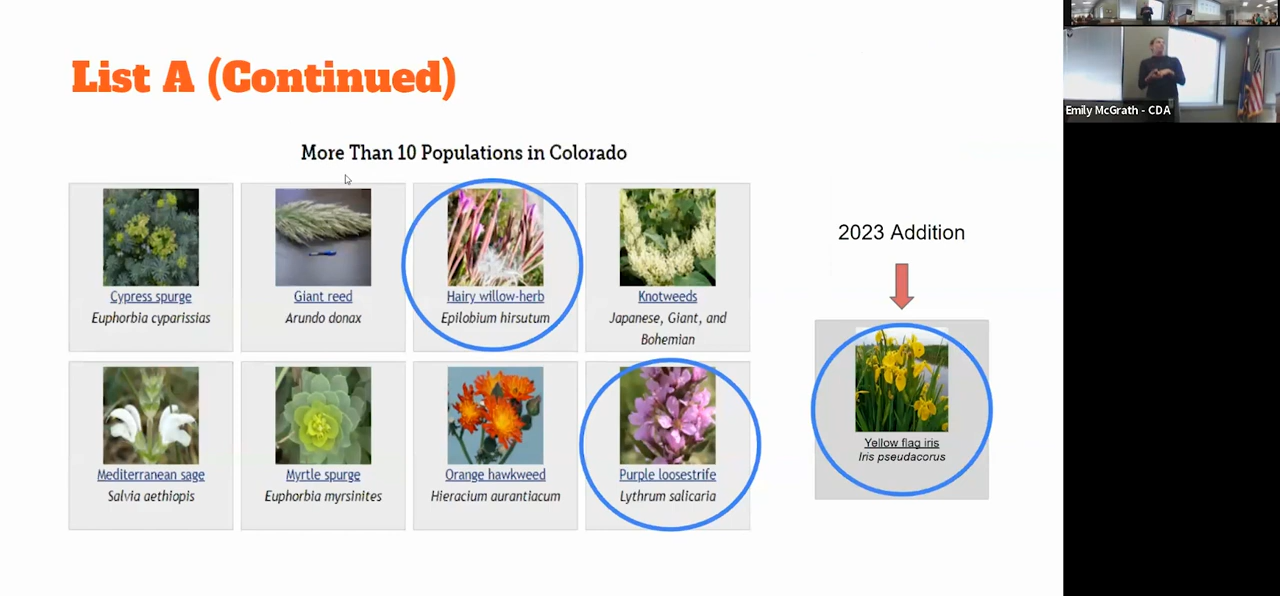 List A (Continued)
More Than 10 Populations in Colorado
Cypress spurge
Euphorbia cyparissias
Giant reed
Arundo donax
Hairy willow-herb
Epilobium hirsutum
Knotweeds
Japanese, Giant, and
Bohemian
Mediterranean sage
Salvia aethiopis
Myrtle spurge
Euphorbia myrsinites
Orange hawkweed
Hieracium aurantiacum
Purple loosestrife
Lythrum salicaria
2023 Addition
Yellow flag iris
Iris pseudacorus
Emily McGrath - CDA